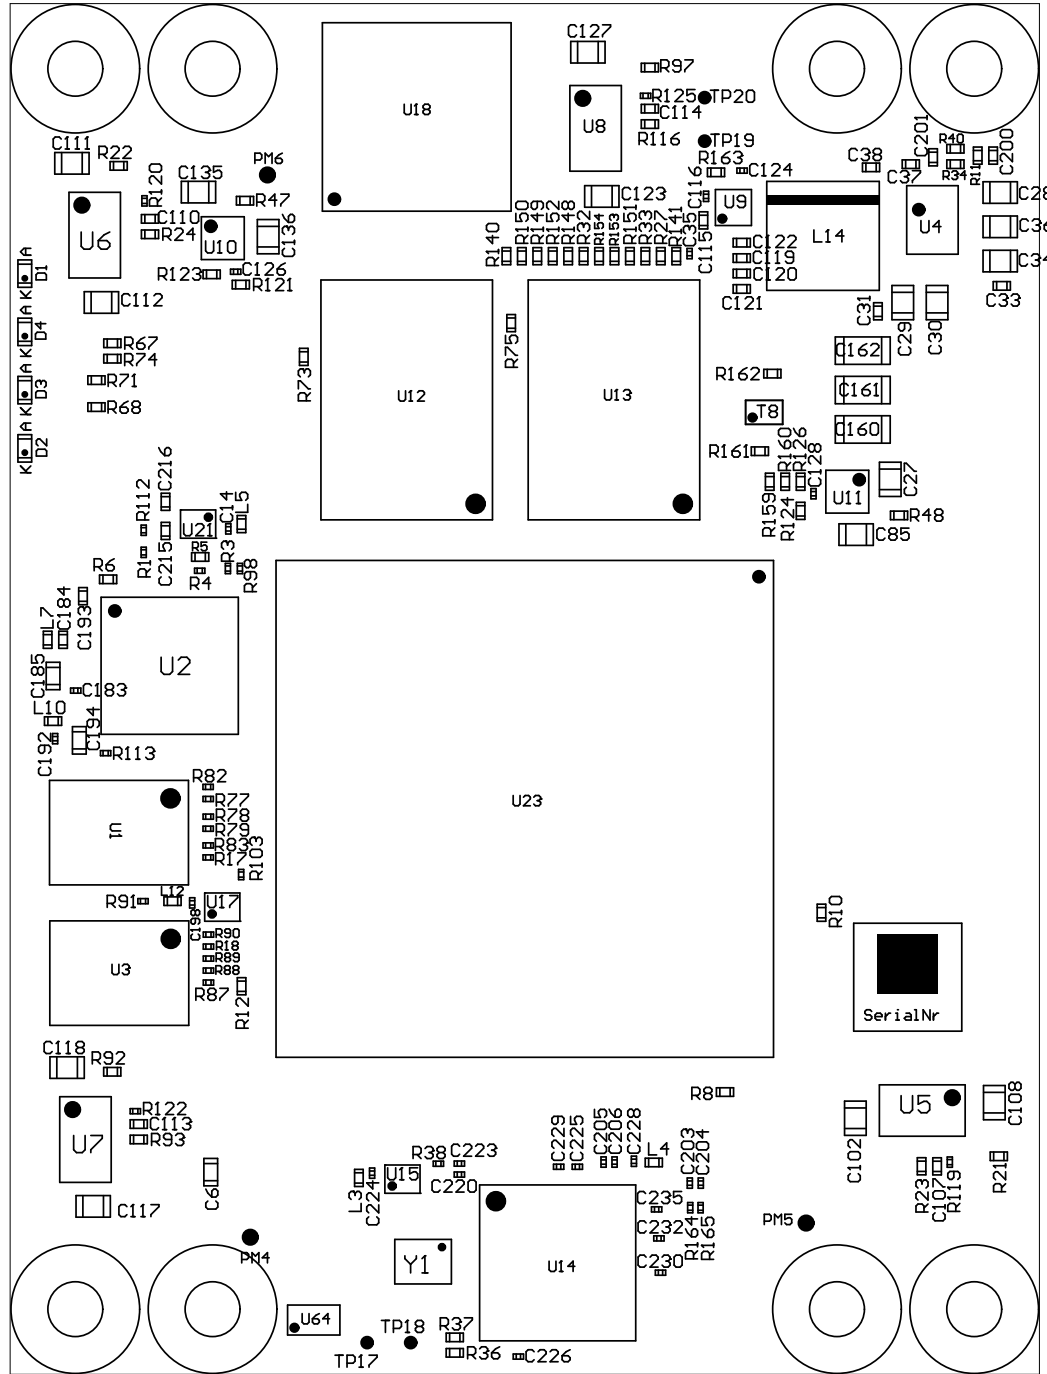 C127
R97
U18
R125
TP20
C114
U8
R116
TP19
C201
R40
C111
R22
PM6
R163
C124
C38
C37
R34
R11
C200
R120
C135
R47
C123
C116
U9
C28
C110
U6
R24
U10
C136
R140
R150
R149
R152
R148
R32
R154
R153
R151
R33
R27
R141
C35
C115
C122
L14
U4
C36
C119
A
D1
K
R123
C126
R121
C120
C34
C121
C33
C112
C31
C29
C30
A
D4
K
R67
R74
R73
R75
C162
A
D3
K
R71
R162
C161
U12
U13
R68
T8
A
D2
K
C160
R161
C216
R160
R126
C128
C27
R112
C14
L5
R159
R124
U11
R48
U21
C85
R1
C215
R5
R3
R98
R6
R4
L7
C184
C193
U2
C185
C183
L10
C194
C192
R113
R82
R77
U23
R78
U1
R79
R83
R17
R103
R91
L12
C198
U17
R10
R90
R18
U3
R89
R88
R87
R12
SerialNr
C118
R92
R8
U5
C108
R122
C113
U7
R93
C102
C229
C225
C205
C206
C228
L4
C203
C204
R38
C223
C6
L3
C224
U15
C220
R23
C107
R119
R21
C117
C235
PM5
C232
R164
R165
PM4
Y1
C230
U14
U64
TP18
R37
TP17
R36
C226